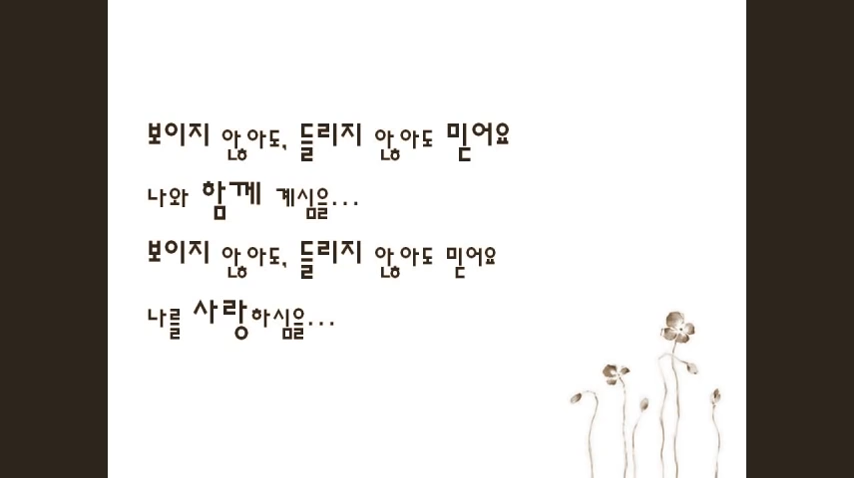 보이지 않아도, 들리지 않아도 믿어요
나와 함께 계심을...
보이지 않아도, 들리지 않아도 믿어요
나를 사랑하심을...